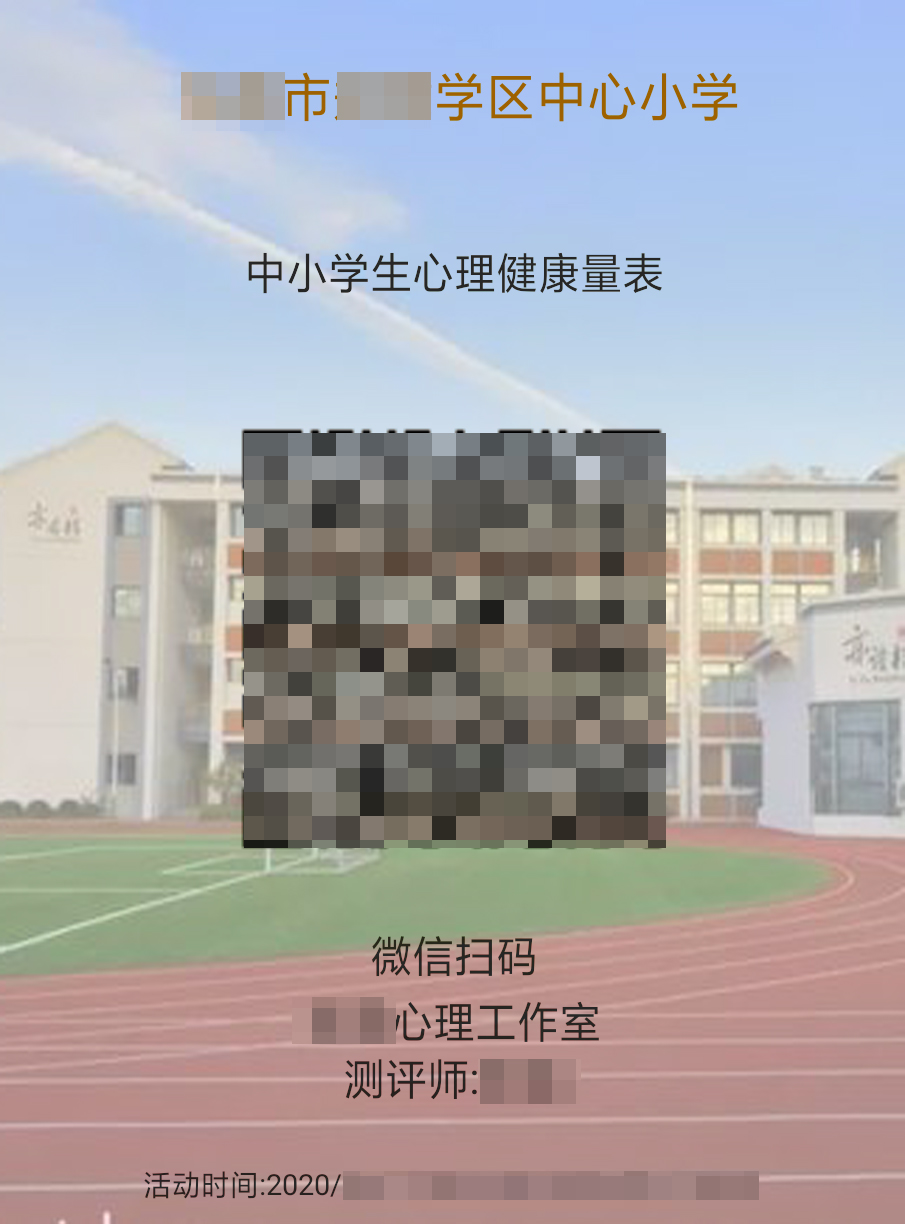 市 学区中心小学
中小学生心理健康量表
微信扫码
心理工作室
测评师:
活动时间:2020/